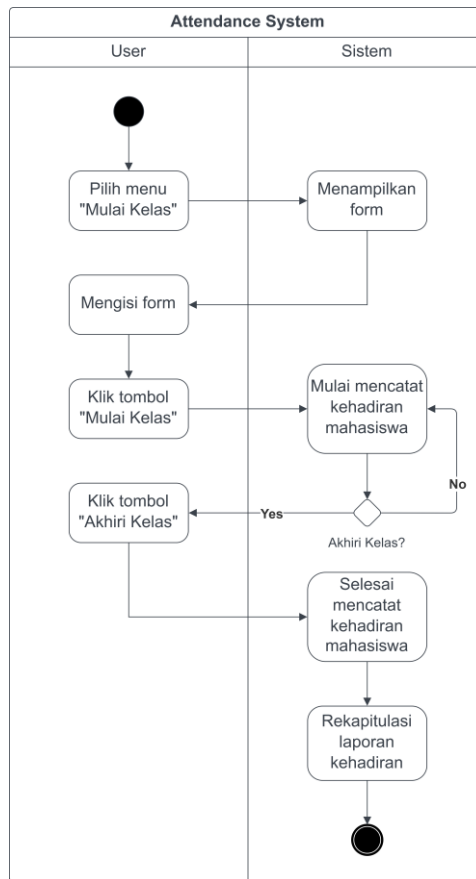 Attendance System
User
Sistem
Pilih menu
"Mulai Kelas"
Menampilkan
form
Mengisi form
Klik tombol
"Mulai Kelas"
Mulai mencatat
kehadiran
mahasiswa
No
Yes
Klik tombol
"Akhiri Kelas"
Akhiri Kelas?
Selesai
mencatat
kehadiran
mahasiswa
Rekapitulasi
laporan
kehadiran